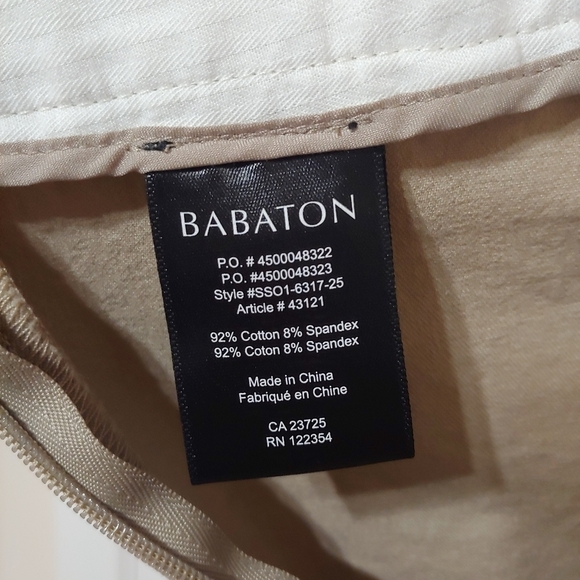 BABATON
P.O. # 4500048322
P.O. #4500048323
Style #SSO1-6317-25
Article # 43121
92% Cotton 8% Spandex
92% Coton 8% Spandex
Made in China
Fabriqué en Chine
CA 23725
RN 122354